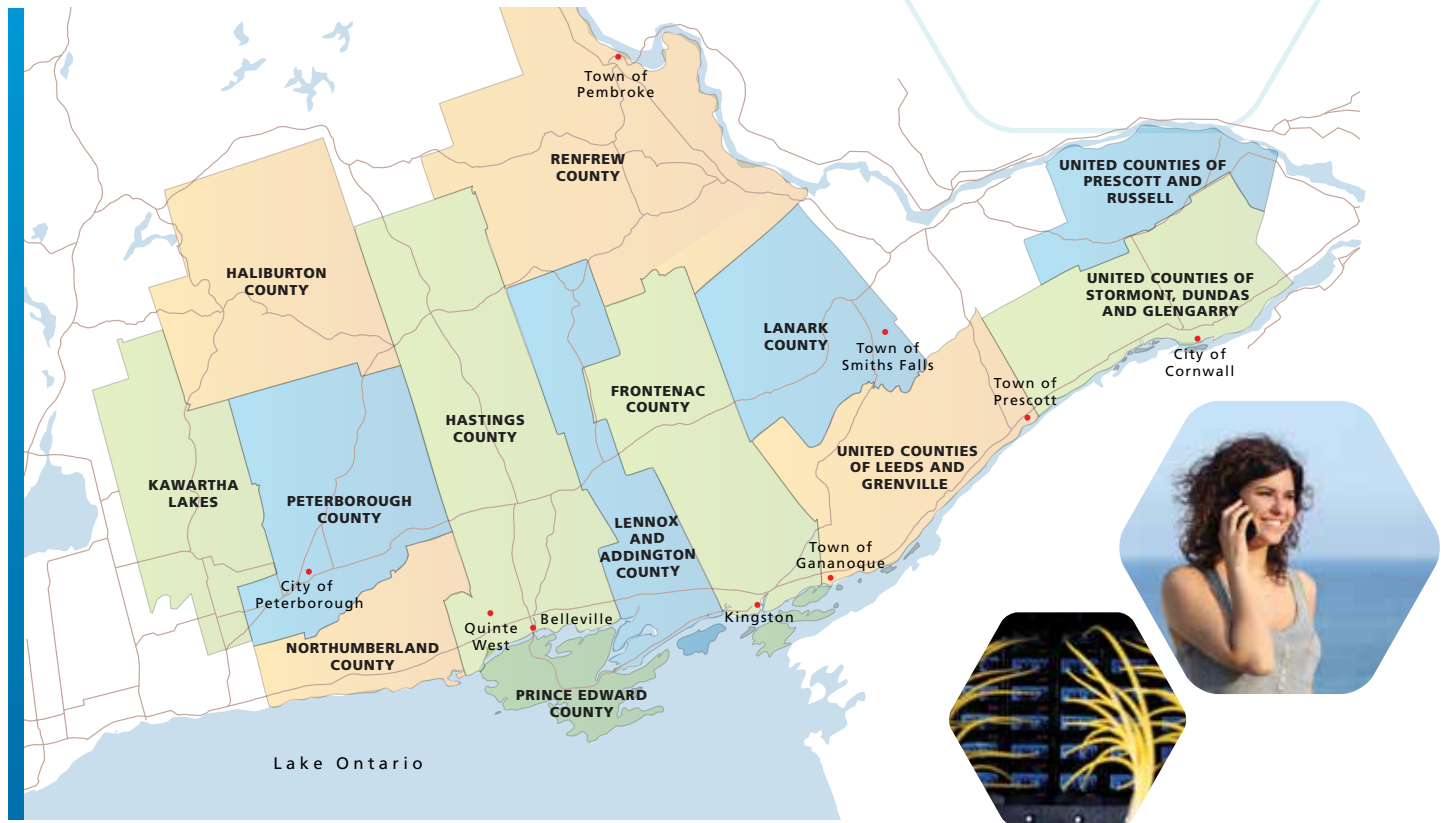 Town of
Pembroke
RENFREW
COUNTY
UNITED COUNTIES OF
PRESCOTT AND
RUSSELL
HALIBURTON
COUNTY
UNITED COUNTIES OF
STORMONT, DUNDAS
AND GLENGARRY
LANARK
COUNTY
Town of
Smiths Falls
City of
Cornwall
Town of
Prescott
FRONTENAC
COUNTY
HASTINGS
COUNTY
UNITED COUNTIES
OF LEEDS AND
GRENVILLE
KAWARTHA
LAKES
PETERBOROUGH
COUNTY
LENNOX
AND
ADDINGTON
COUNTY
Town of
Gananoque
City of
Peterborough
Quinte
West
Belleville
Kingston
NORTHUMBERLAND
COUNTY
PRINCE EDWARD
COUNTY
Lake Ontario